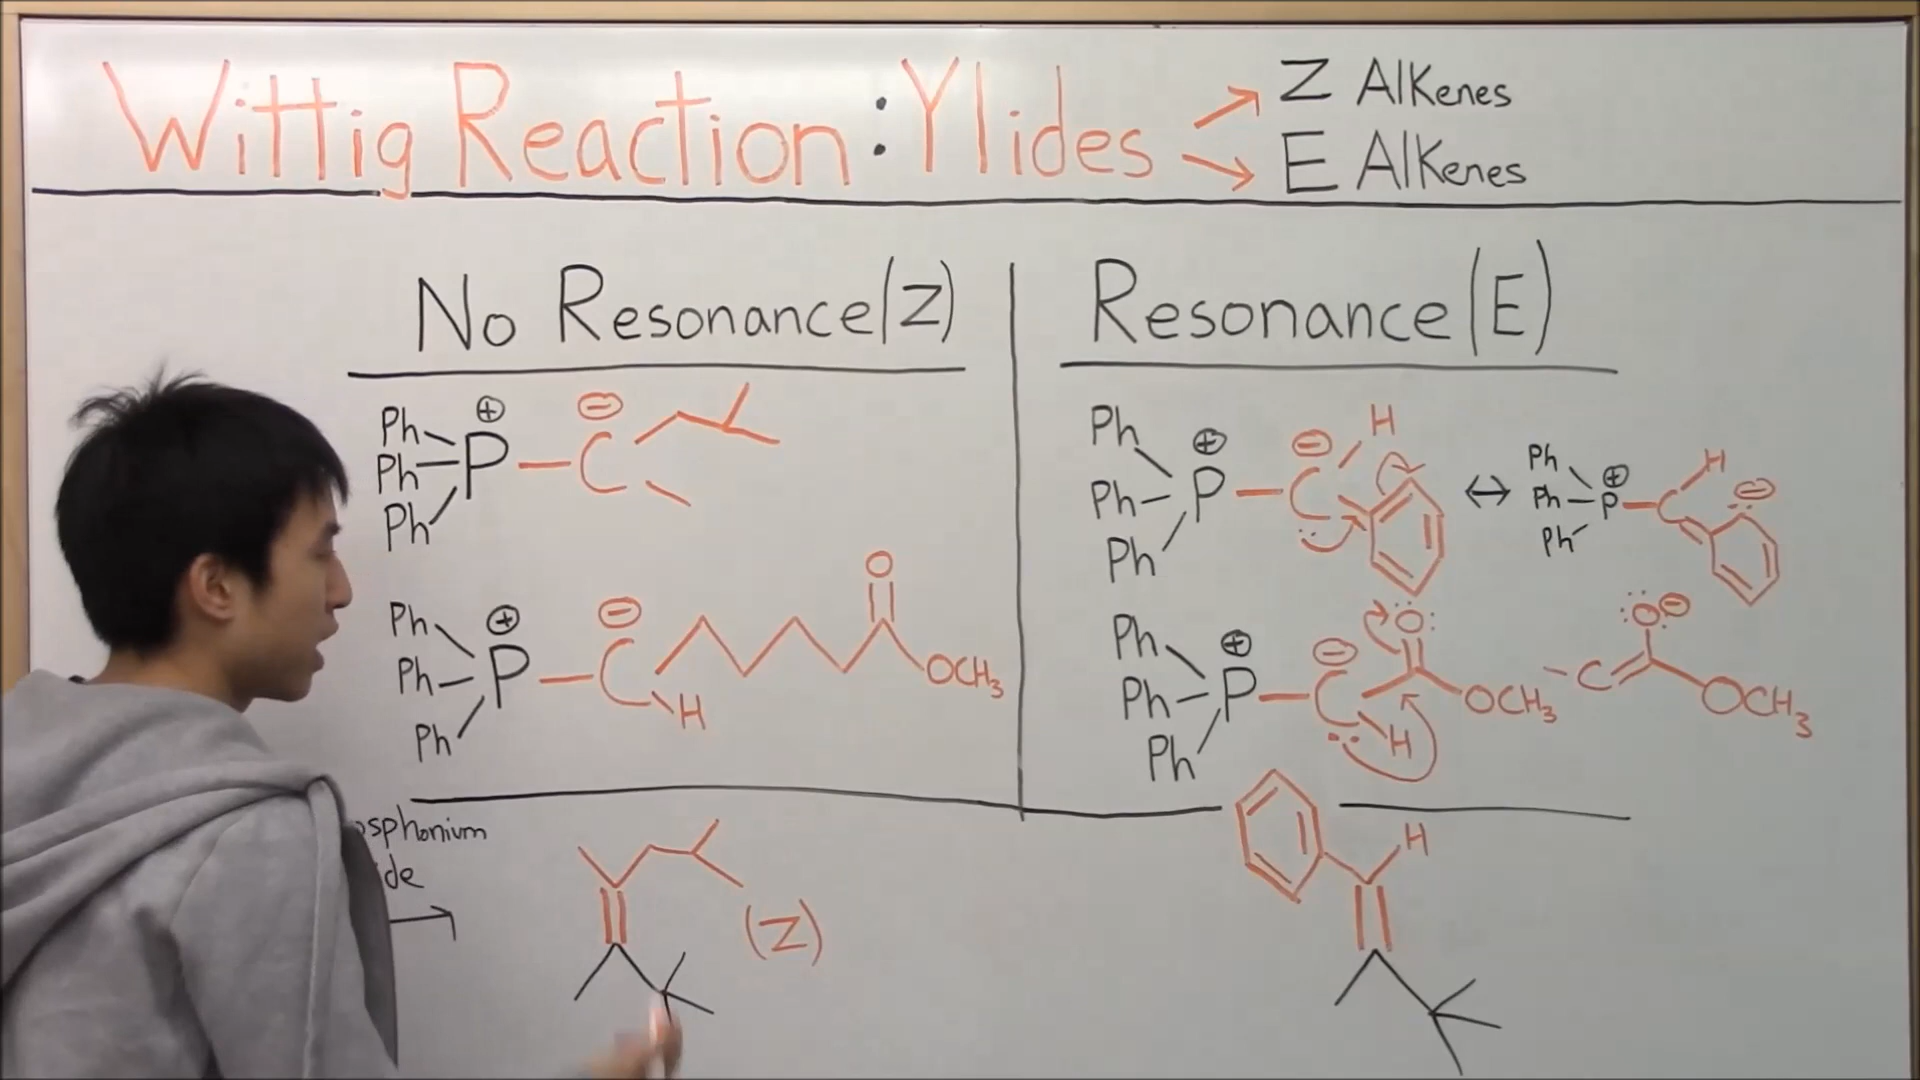 Wittig Reaction: Ylides
Z Alkenes
E Alkenes
No Resonance (Z)
Resonance (E)
Ph
Ph
Ph
P
⊕
⊖
C
Ph
Ph
Ph
P
⊕
⊖
C
H
O
OCH3
Ph
Ph
Ph
P
⊕
⊖
C
H
↔
Ph
Ph
Ph
P
⊕
C
H
⊖
Ph
Ph
Ph
P
⊕
⊖
C
H
O
OCH3
C
O⊖
OCH3
osphonium
ide
(Z)
H